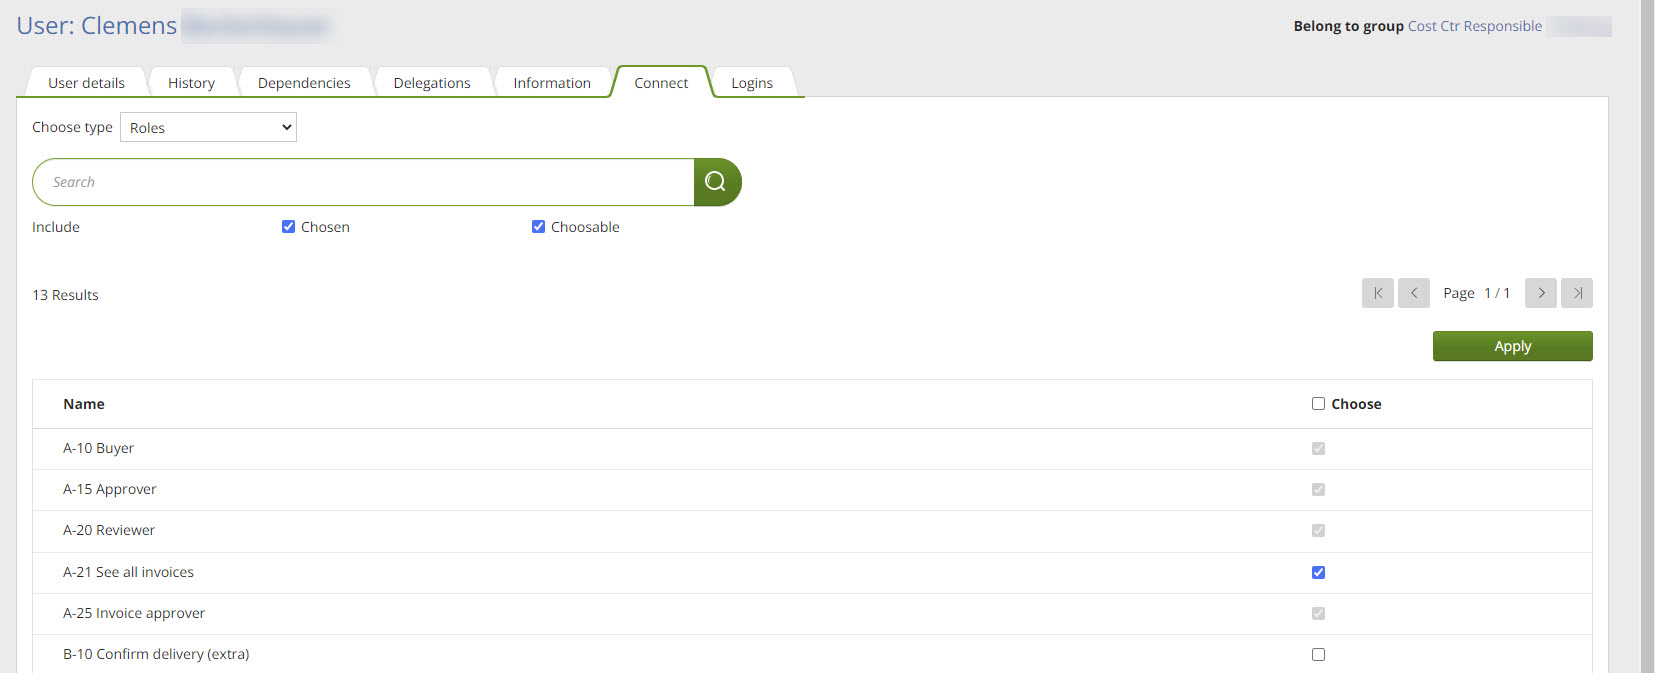 User: Clemens
Belong to group Cost Ctr Responsible
User details History Dependencies Delegations Information Connect Logins
Choose type Roles
Search
Include Chosen Choosable
13 Results Page 1 / 1
Apply
Name Choose
A-10 Buyer
A-15 Approver
A-20 Reviewer
A-21 See all invoices
A-25 Invoice approver
B-10 Confirm delivery (extra)